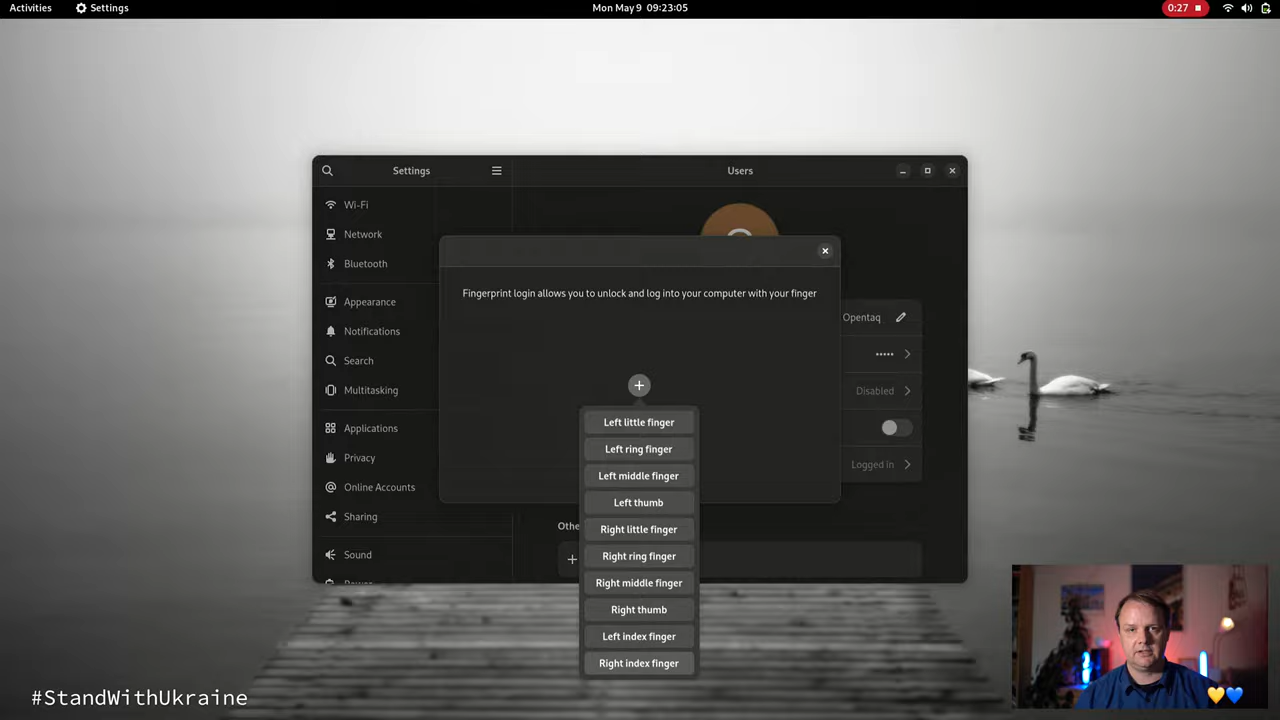 Activities
Settings
Mon May 9 09:23:05
0:27
Settings
Users
Wi-Fi
Network
Bluetooth
Appearance
Notifications
Search
Multitasking
Applications
Privacy
Online Accounts
Sharing
Sound
Fingerprint login allows you to unlock and log into your computer with your finger
Opentaq
•••••
Disabled
Logged in
Left little finger
Left ring finger
Left middle finger
Left thumb
Right little finger
Right ring finger
Right middle finger
Right thumb
Left index finger
Right index finger
Othe
#StandWithUkraine